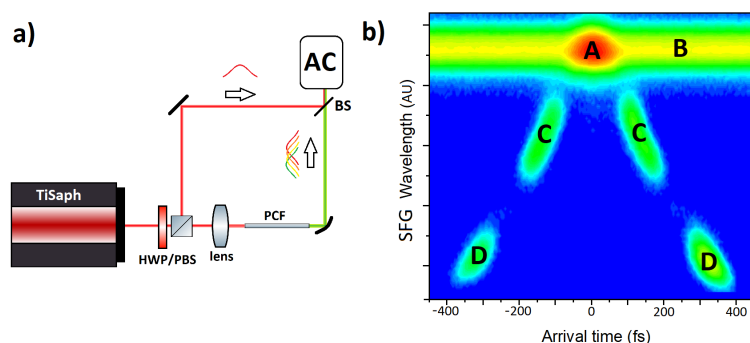 a)
AC
BS
TiSaph
PCF
HWP/PBS
lens
b)
A
B
C
C
D
D
SFG Wavelength (AU)
-400
-200
0
200
400
Arrival time (fs)